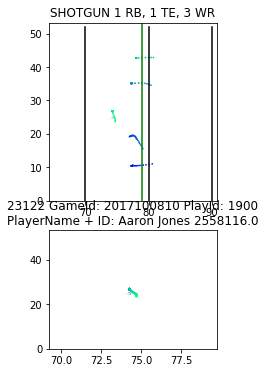 SHOTGUN 1 RB, 1 TE, 3 WR
50
40
30
20
10
0
70 80 90
23122 GameId: 2017100810 PlayId: 1900
PlayerName + ID: Aaron Jones 2558116.0
40
20
0
70.0 72.5 75.0 77.5